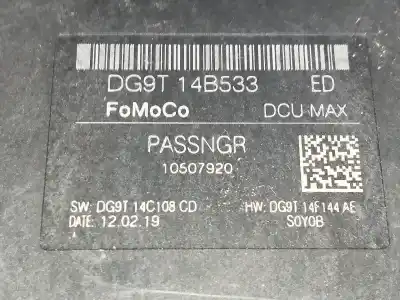 DG9T 14B533 ED
FoMoCo DCU MAX
PASSNGR
10507920
SW: DG9T 14C108 CD HW: DG9T 14F144 AE
DATE: 12.02.19 S0Y0B